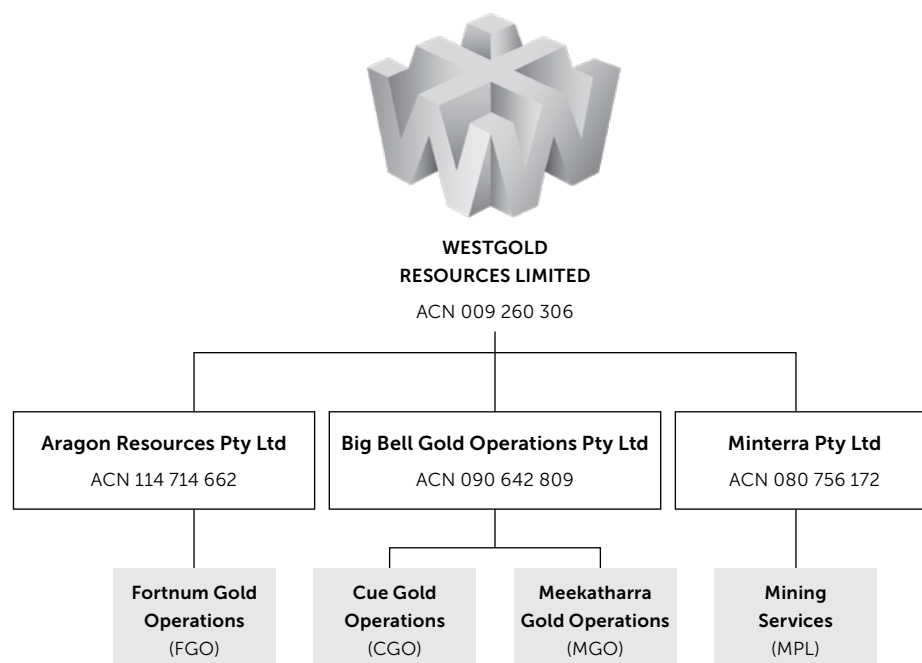 WESTGOLD
RESOURCES LIMITED
ACN 009 260 306
Aragon Resources Pty Ltd
ACN 114 714 662
Big Bell Gold Operations Pty Ltd
ACN 090 642 809
Minterra Pty Ltd
ACN 080 756 172
Fortnum Gold
Operations
(FGO)
Cue Gold
Operations
(CGO)
Meekatharra
Gold Operations
(MGO)
Mining
Services
(MPL)